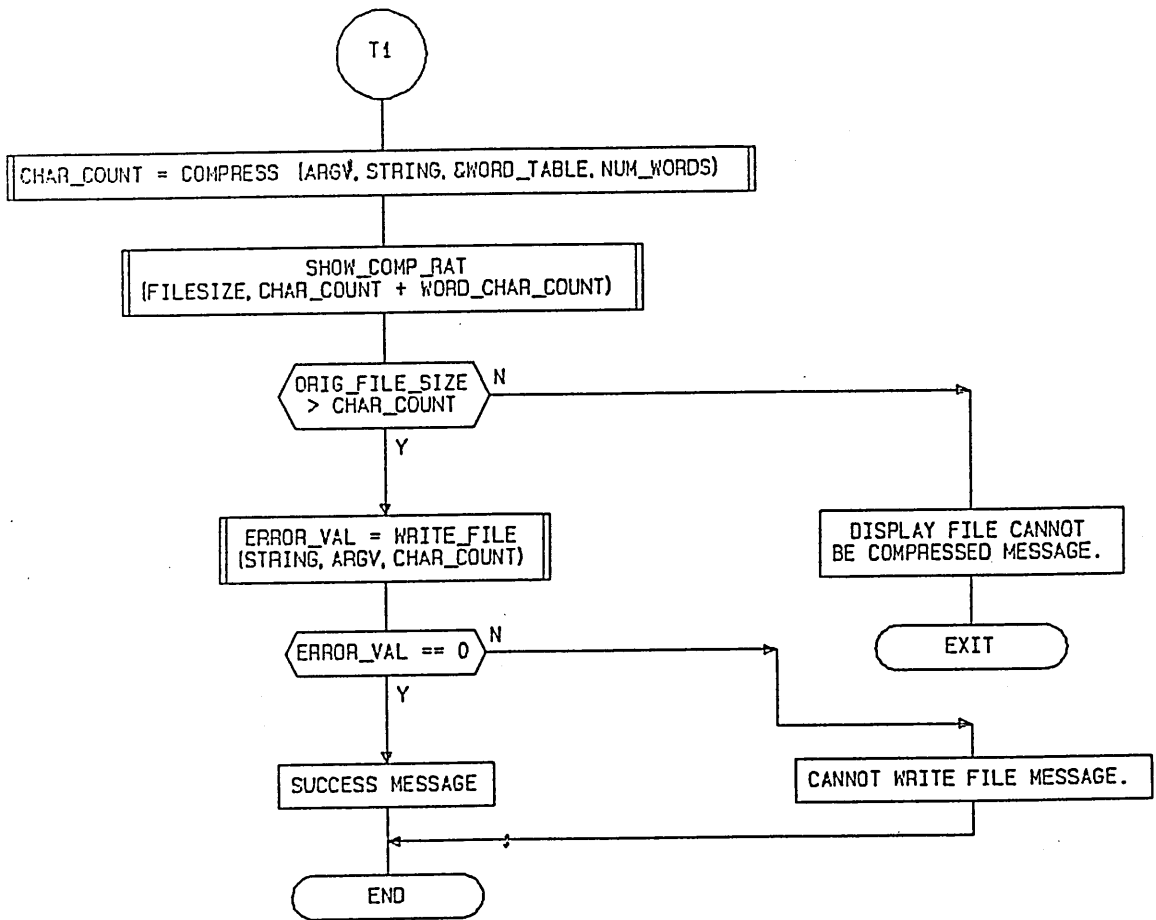 T1
CHAR_COUNT = COMPRESS (ARGV, STRING, &WORD_TABLE, NUM_WORDS)
SHOW_COMP_RAT
(FILESIZE, CHAR_COUNT + WORD_CHAR_COUNT)
ORIG_FILE_SIZE
> CHAR_COUNT
N
Y
ERROR_VAL = WRITE_FILE
(STRING, ARGV, CHAR_COUNT)
DISPLAY FILE CANNOT
BE COMPRESSED MESSAGE.
EXIT
ERROR_VAL == 0
N
Y
SUCCESS MESSAGE
CANNOT WRITE FILE MESSAGE.
END